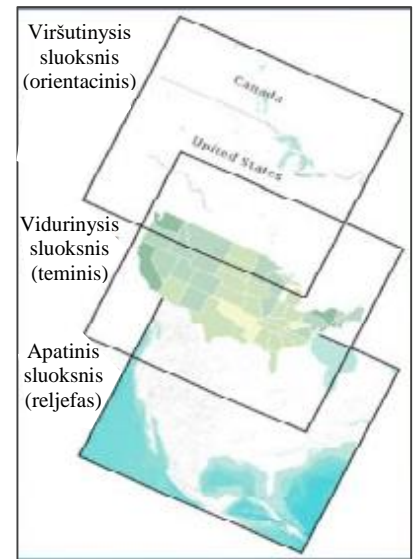 Viršutinysis
sluoksnis
(orientacinis)
Canada
United States
Vidurinysis
sluoksnis
(teminis)
Apatinis
sluoksnis
(reljefas)